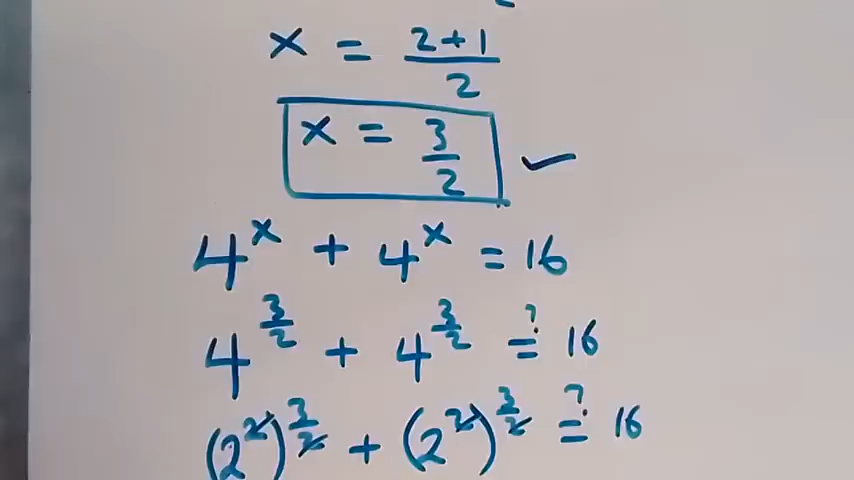 x = (2+1)/2
x = 3/2 ✓
4^x + 4^x = 16
4^(3/2) + 4^(3/2) ?= 16
(2^2)^(3/2) + (2^2)^(3/2) ?= 16